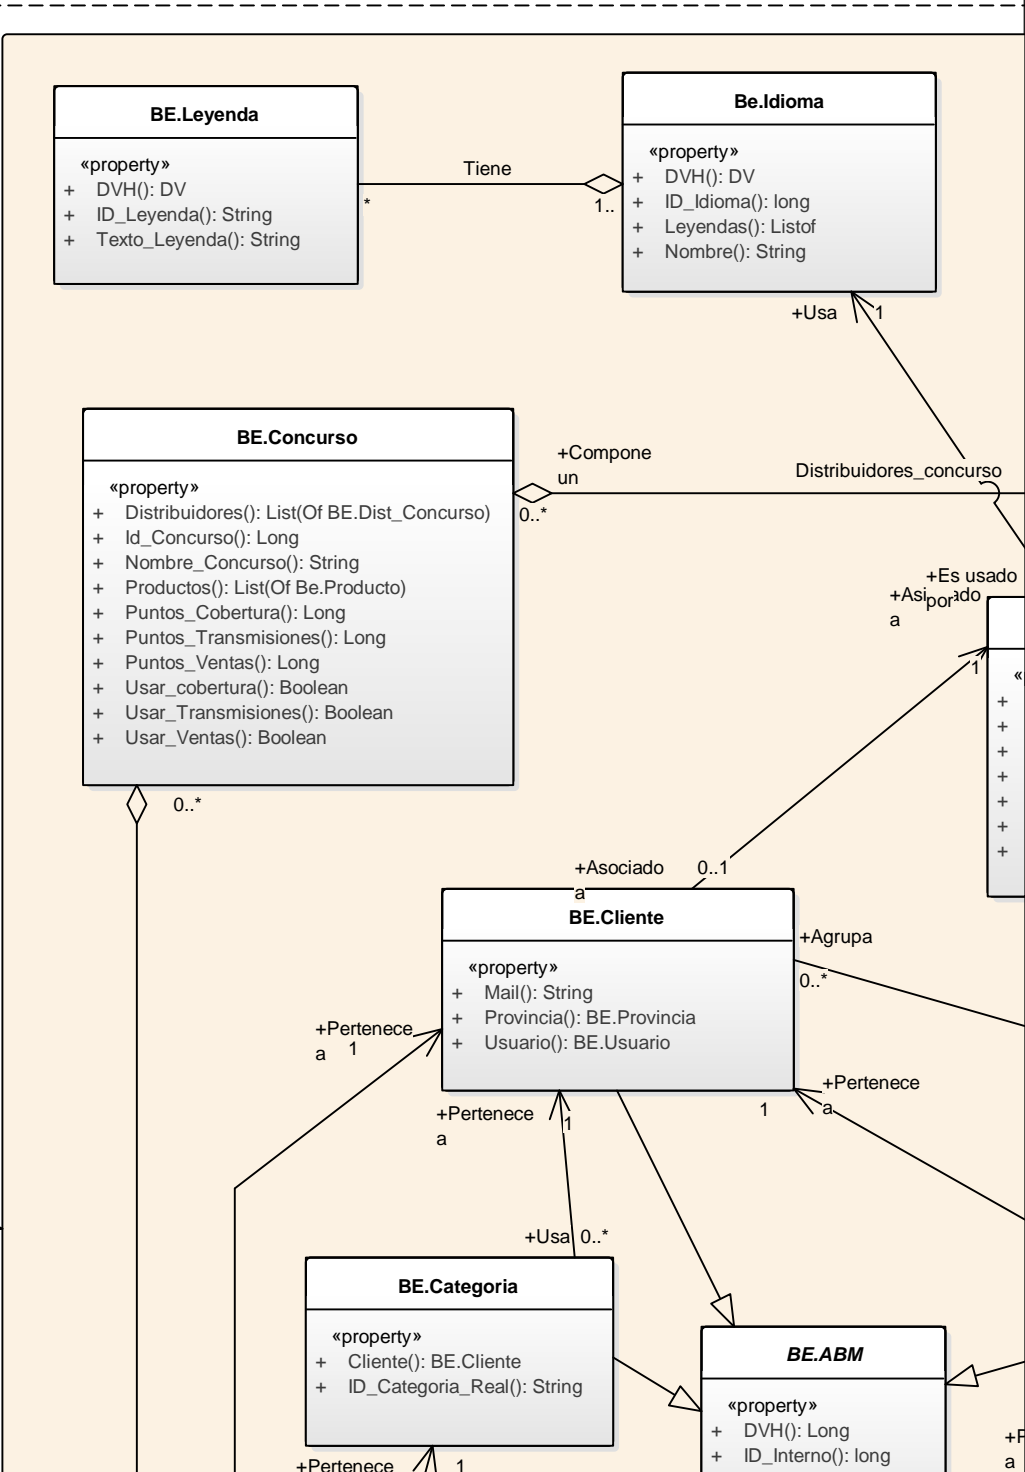 BE.Leyenda
«property»
+ DVH(): DV
+ ID_Leyenda(): String
+ Texto_Leyenda(): String
Tiene
*
1..
Be.Idioma
«property»
+ DVH(): DV
+ ID_Idioma(): long
+ Leyendas(): Listof
+ Nombre(): String
+Usa
1
BE.Concurso
«property»
+ Distribuidores(): List(Of BE.Dist_Concurso)
+ Id_Concurso(): Long
+ Nombre_Concurso(): String
+ Productos(): List(Of Be.Producto)
+ Puntos_Cobertura(): Long
+ Puntos_Transmisiones(): Long
+ Puntos_Ventas(): Long
+ Usar_cobertura(): Boolean
+ Usar_Transmisiones(): Boolean
+ Usar_Ventas(): Boolean
+Compone
un
0..*
Distribuidores_concurso
+Es usado
por
a
1
«
+
+
+
+
+
+
+
0..*
+Asociado
a
0..1
BE.Cliente
«property»
+ Mail(): String
+ Provincia(): BE.Provincia
+ Usuario(): BE.Usuario
+Agrupa
0..*
+Pertenece
a 1
+Pertenece
a
1
1
+Pertenece
a
+Usa 0..*
BE.Categoria
«property»
+ Cliente(): BE.Cliente
+ ID_Categoria_Real(): String
BE.ABM
«property»
+ DVH(): Long
+ ID_Interno(): long
a
+Pertenece 1